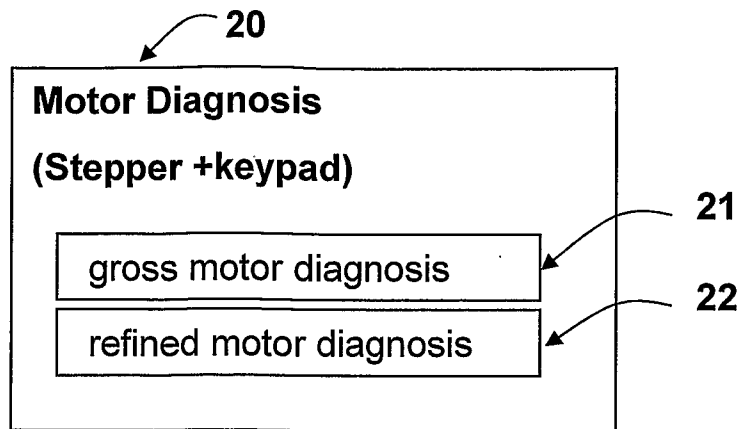 20
Motor Diagnosis
(Stepper +keypad)
21
gross motor diagnosis
22
refined motor diagnosis